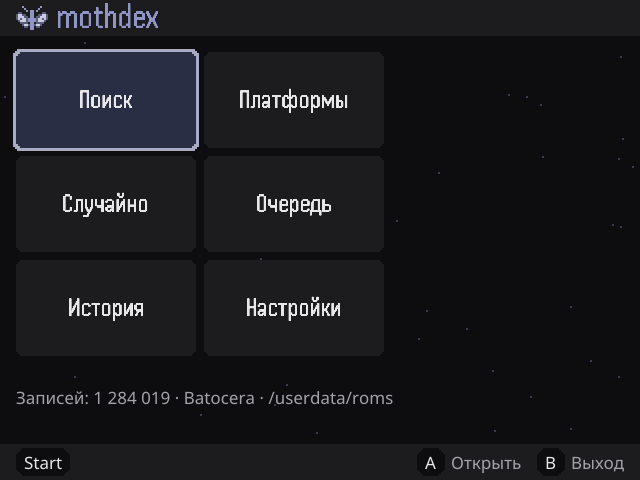 mothdex
Поиск
Платформы
Случайно
Очередь
История
Настройки
Записей: 1 284 019 · Batocera · /userdata/roms
Start
A Открыть
B Выход